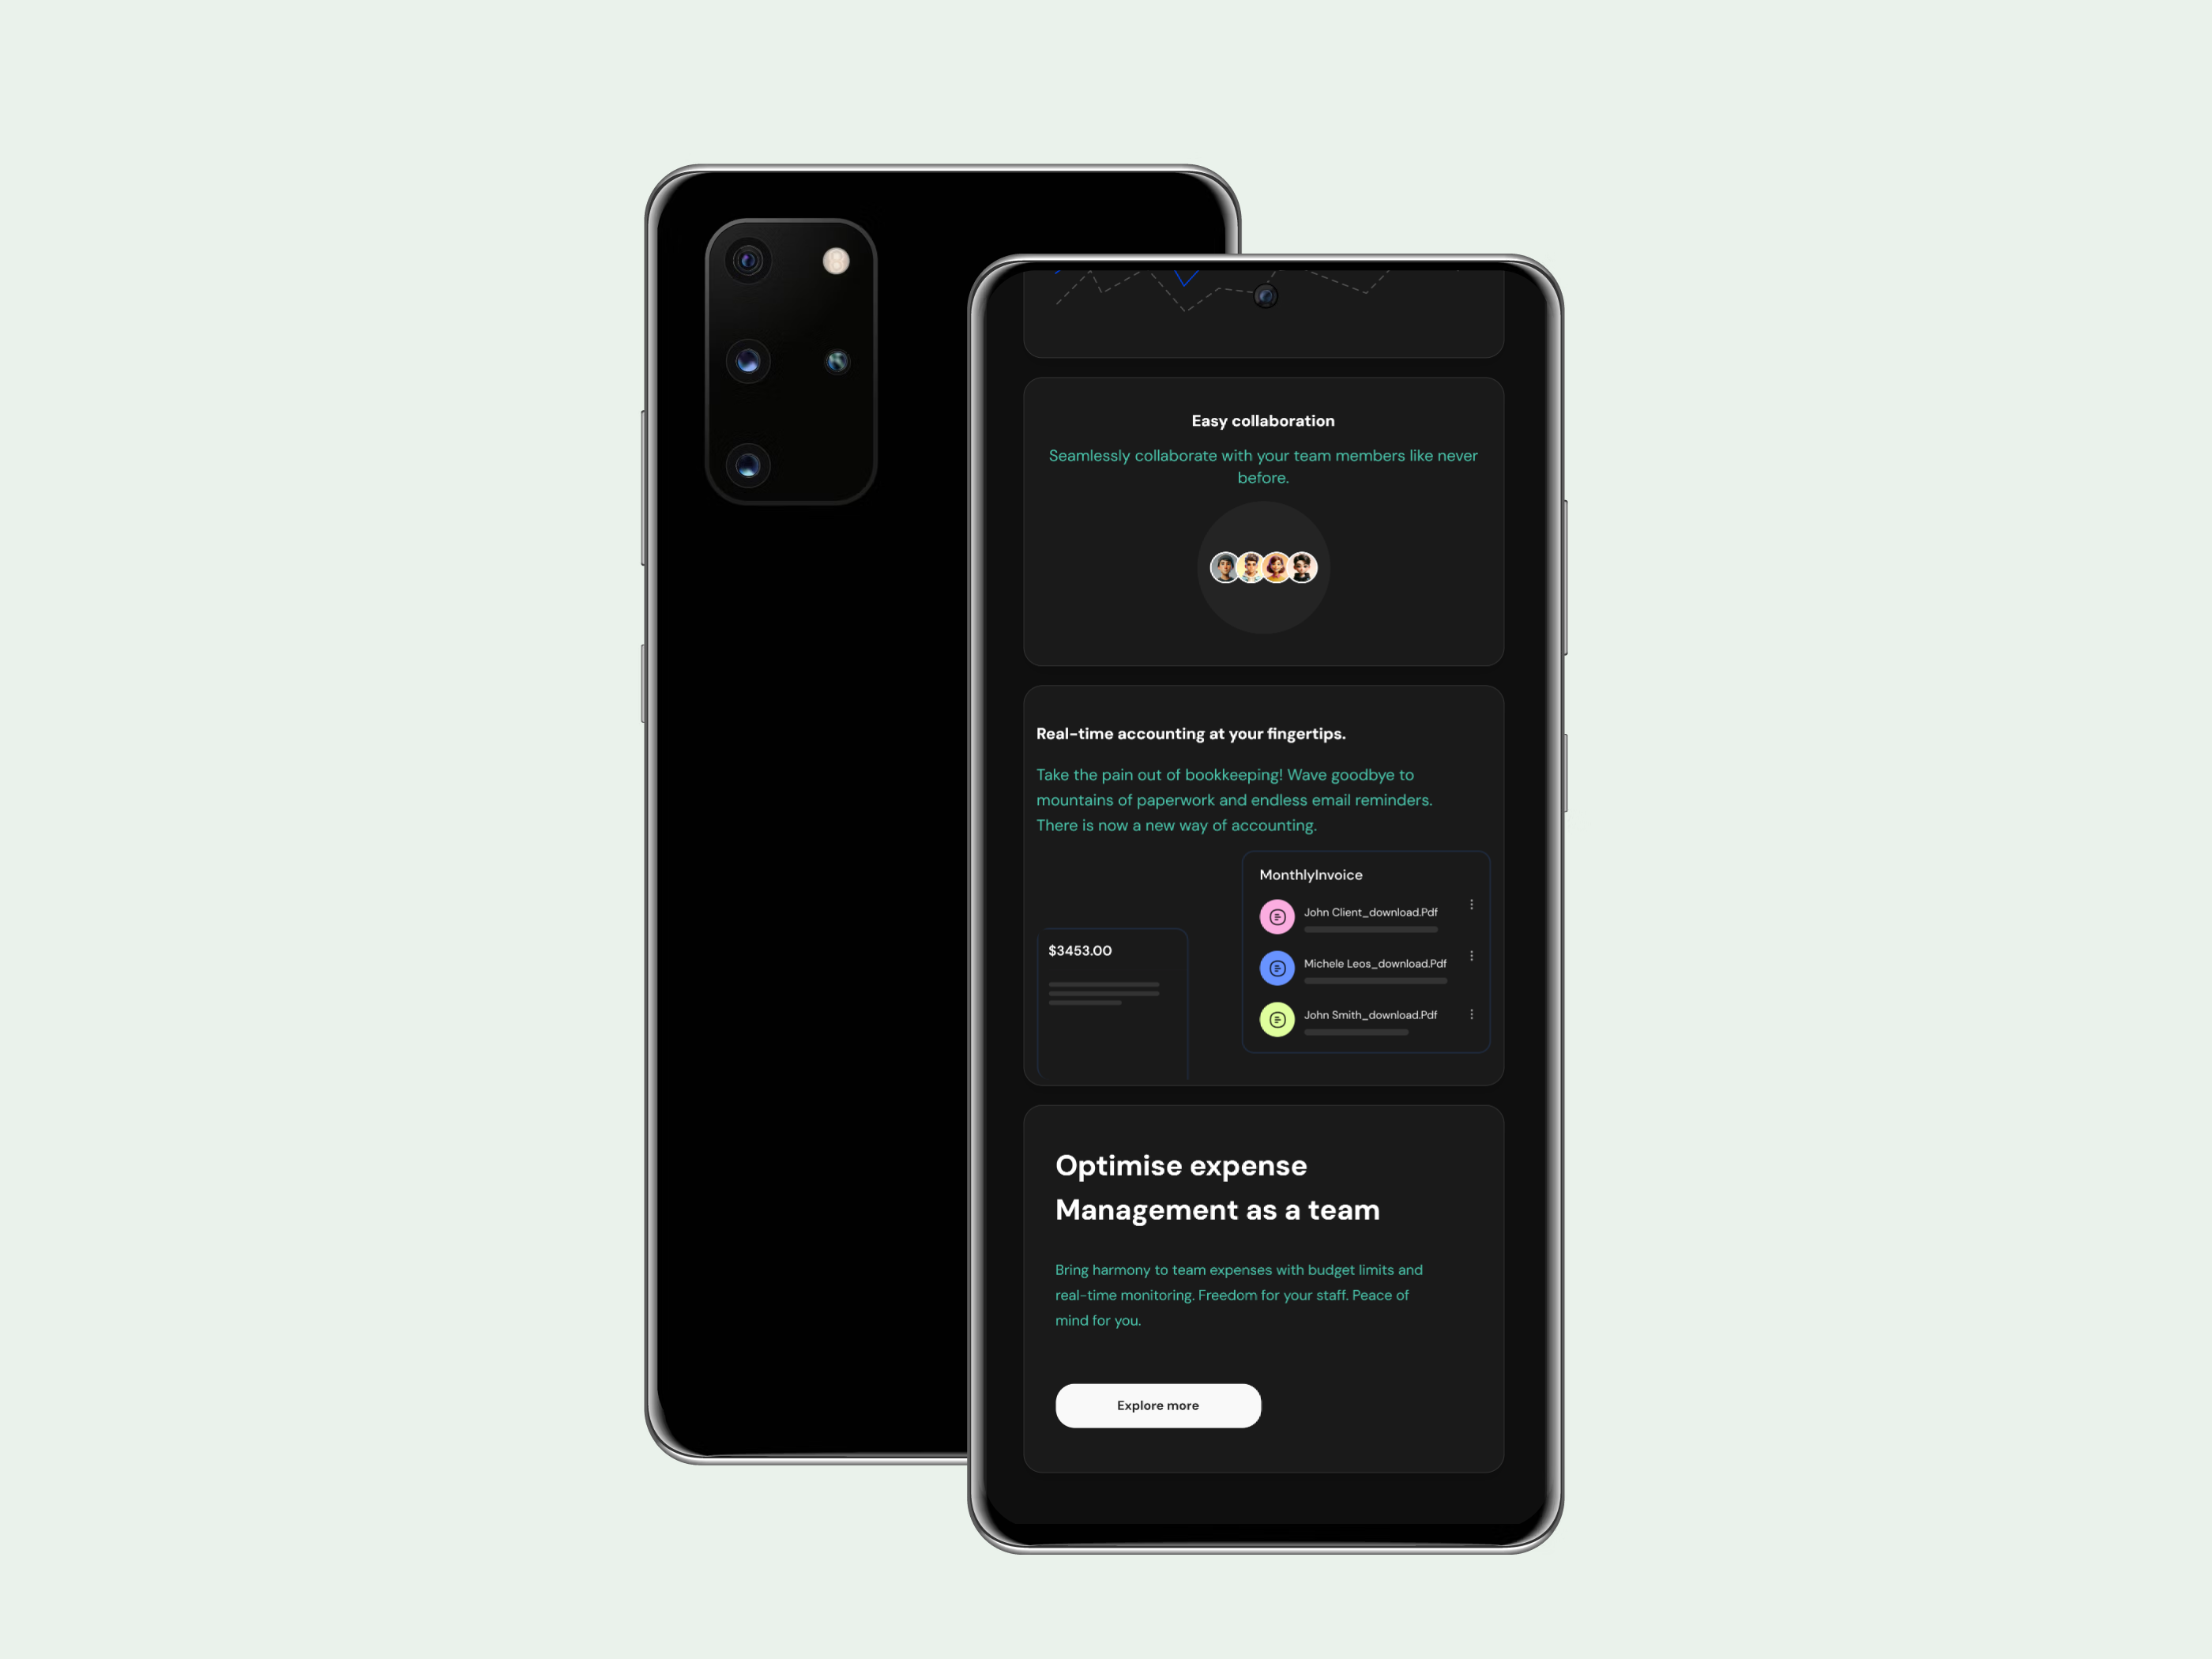 Easy collaboration
Seamlessly collaborate with your team members like never
before.
Real-time accounting at your fingertips.
Take the pain out of bookkeeping! Wave goodbye to
mountains of paperwork and endless email reminders.
There is now a new way of accounting.
$3453.00
MonthlyInvoice
John Client_download.Pdf
Michele Leos_download.Pdf
John Smith_download.Pdf
Optimise expense
Management as a team
Bring harmony to team expenses with budget limits and
real-time monitoring. Freedom for your staff. Peace of
mind for you.
Explore more